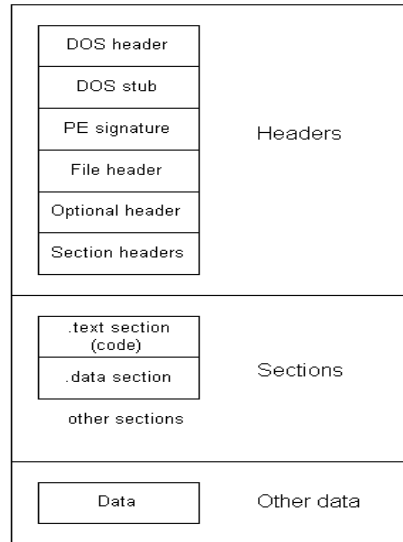 DOS header
DOS stub
PE signature
File header
Optional header
Section headers
Headers
.text section
(code)
.data section
other sections
Sections
Data
Other data